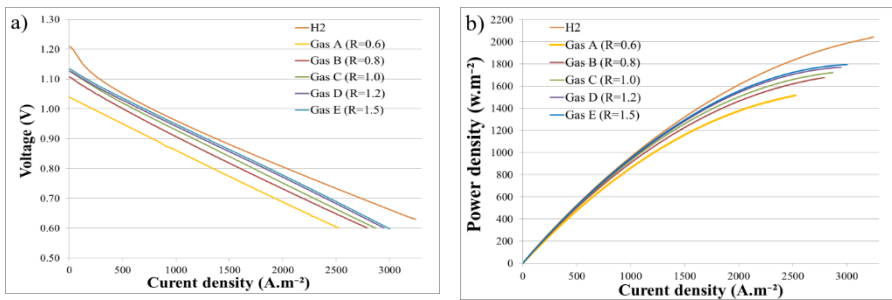 a)
1.30
1.20
1.10
1.00
0.90
0.80
0.70
0.60
0.50
Voltage (V)
0
500
1000
1500
2000
2500
3000
Curent density (A.m⁻²)
H2
Gas A (R=0.6)
Gas B (R=0.8)
Gas C (R=1.0)
Gas D (R=1.2)
Gas E (R=1.5)
b)
2200
2000
1800
1600
1400
1200
1000
800
600
400
200
0
Power density (w.m⁻²)
0
500
1000
1500
2000
2500
3000
Curent density (A.m⁻²)
H2
Gas A (R=0.6)
Gas B (R=0.8)
Gas C (R=1.0)
Gas D (R=1.2)
Gas E (R=1.5)